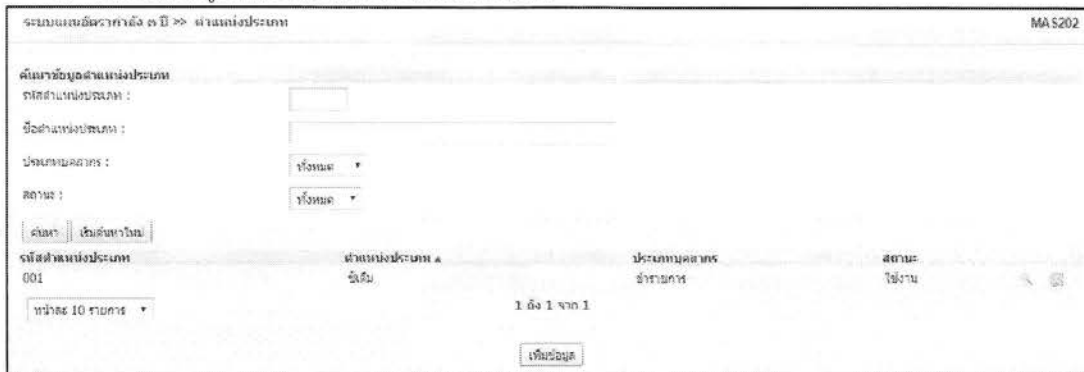 ระบบแผนอัตรากำลัง ๓ ปี >> ตำแหน่งประเภท MAS202
ค้นหาข้อมูลตำแหน่งประเภท
รหัสตำแหน่งประเภท :
ชื่อตำแหน่งประเภท :
ประเภทบุคลากร : ทั้งหมด
สถานะ : ทั้งหมด
ค้นหา เริ่มค้นหาใหม่
รหัสตำแหน่งประเภท ตำแหน่งประเภท ▲ ประเภทบุคลากร สถานะ
001 ซีเดิม ข้าราชการ ใช้งาน
หน้าละ 10 รายการ 1 ถึง 1 จาก 1
เพิ่มข้อมูล